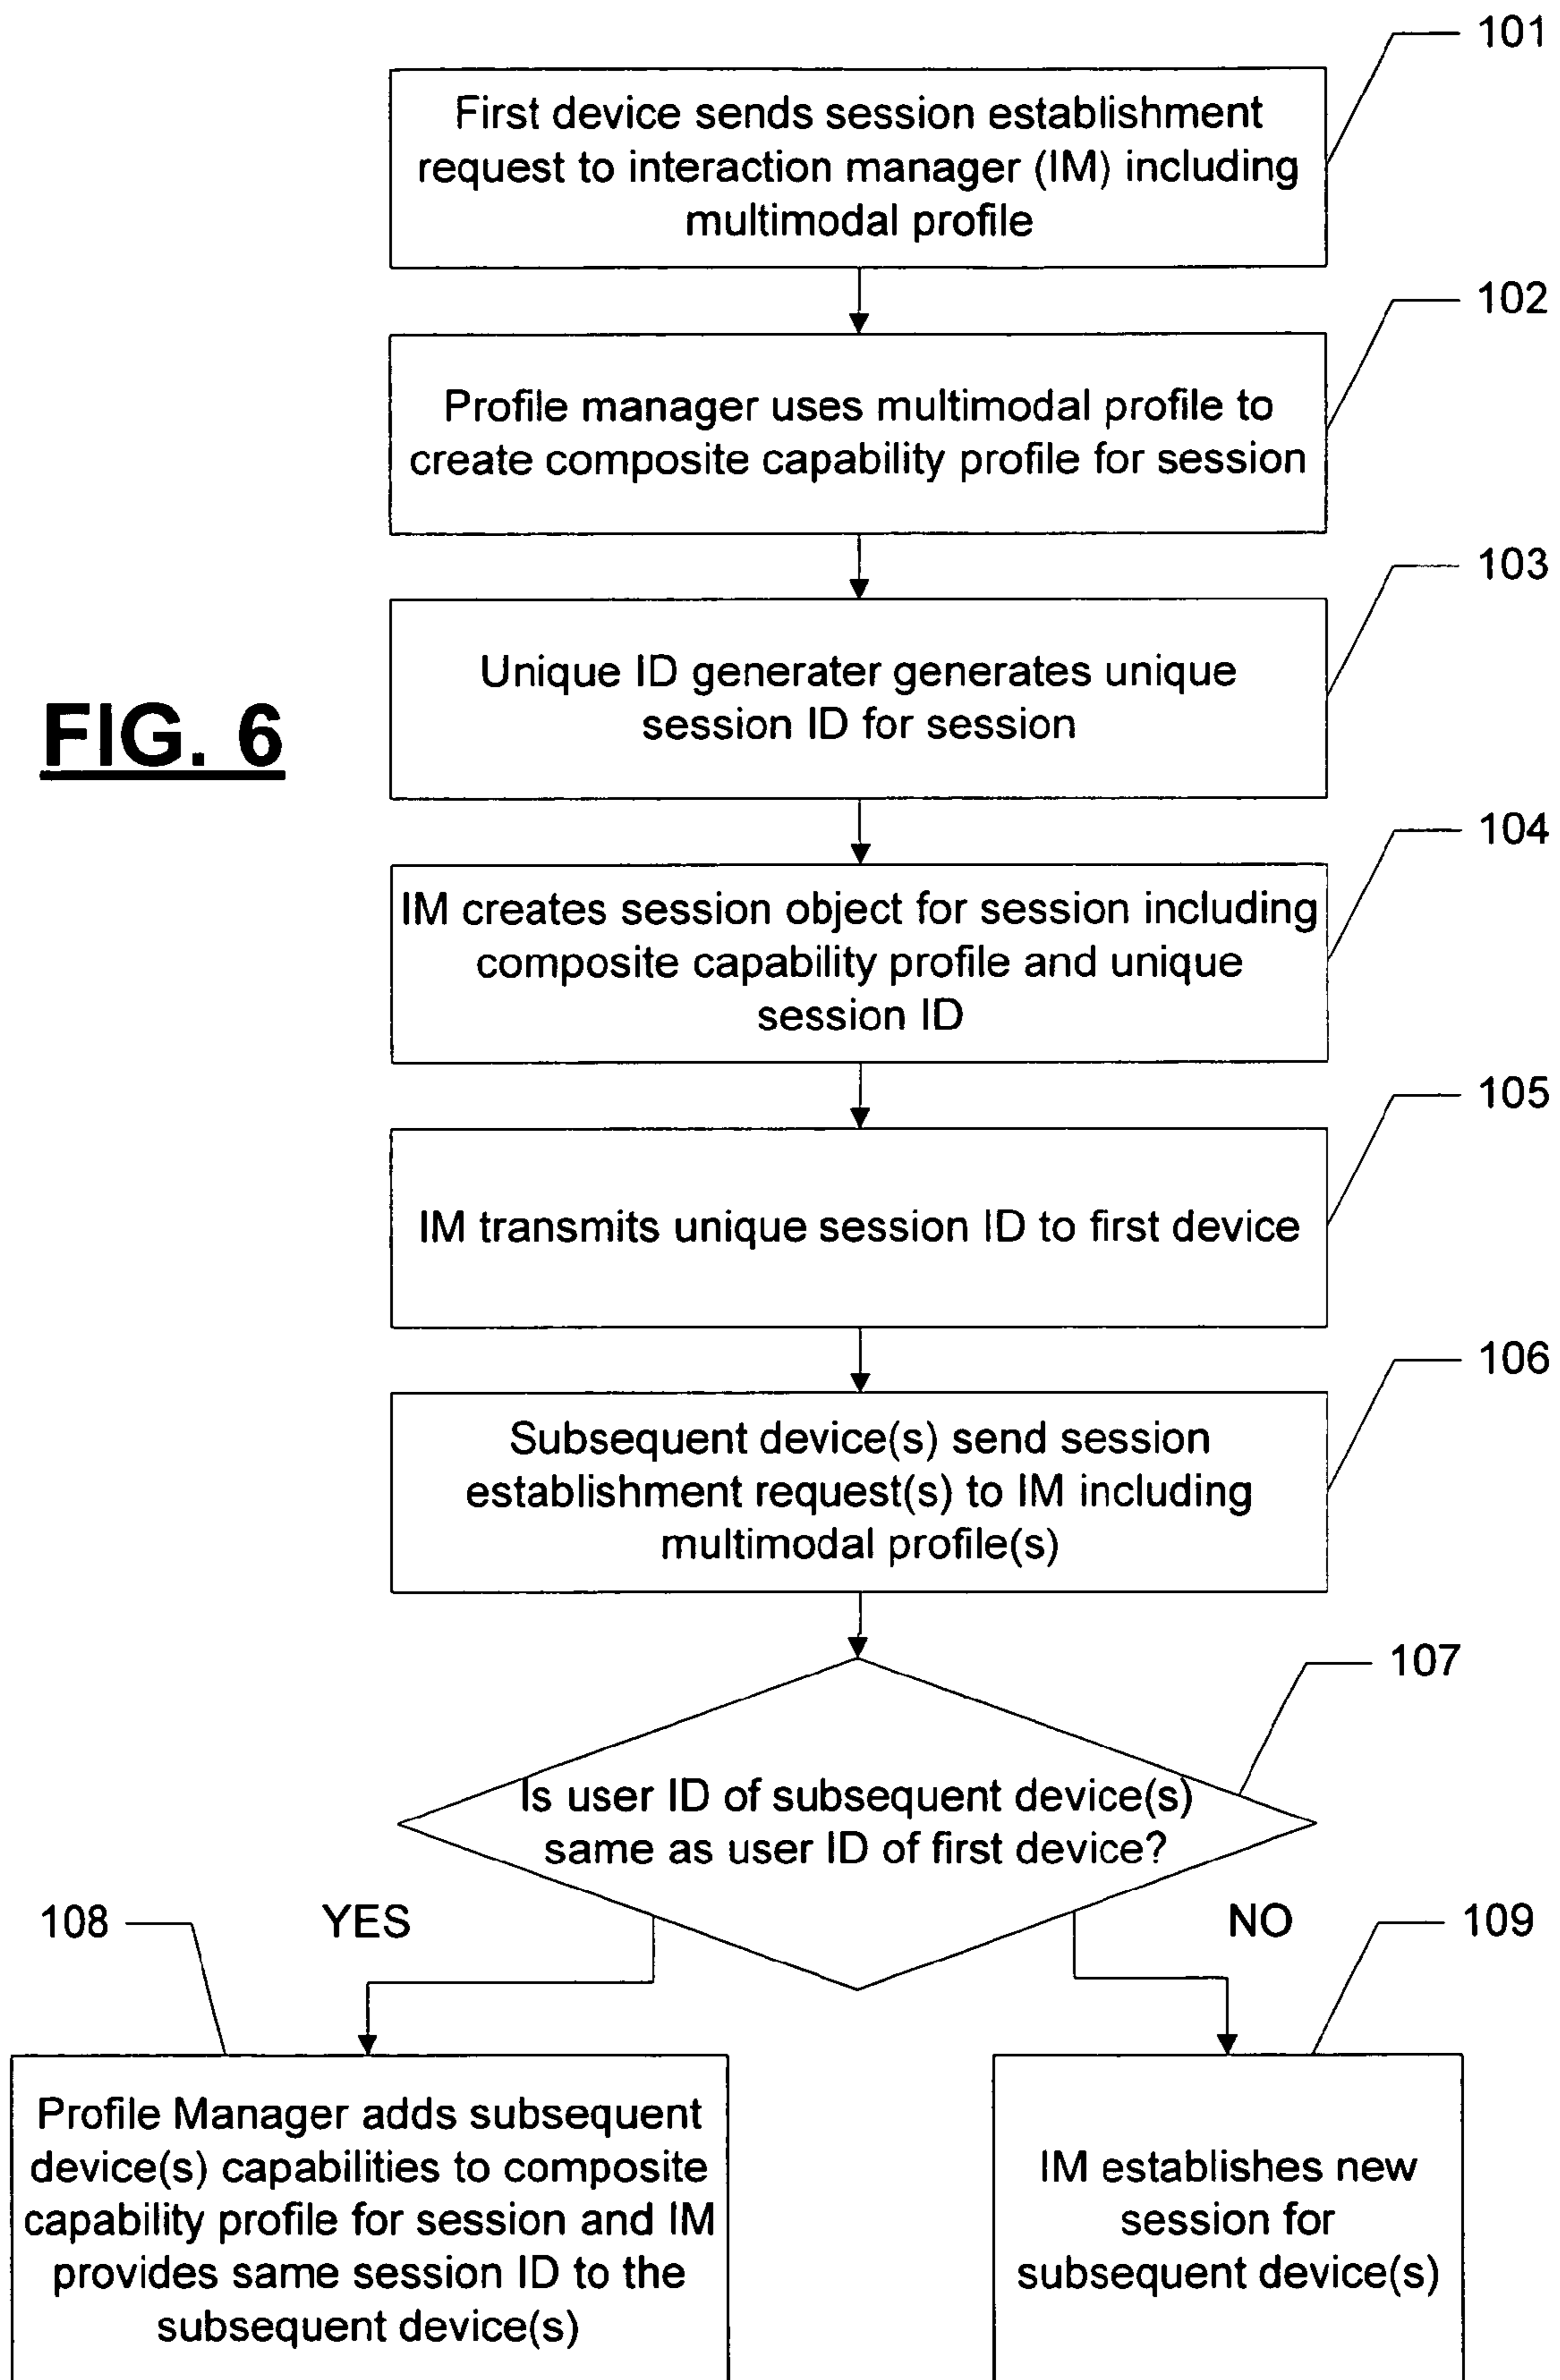 101
First device sends session establishment
request to interaction manager (IM) including
multimodal profile
102
Profile manager uses multimodal profile to
create composite capability profile for session
103
Unique ID generater generates unique
session ID for session
FIG. 6
104
IM creates session object for session including
composite capability profile and unique
session ID
105
IM transmits unique session ID to first device
106
Subsequent device(s) send session
establishment request(s) to IM including
multimodal profile(s)
107
Is user ID of subsequent device(s)
same as user ID of first device?
108
YES
NO
109
Profile Manager adds subsequent
device(s) capabilities to composite
capability profile for session and IM
provides same session ID to the
subsequent device(s)
IM establishes new
session for
subsequent device(s)